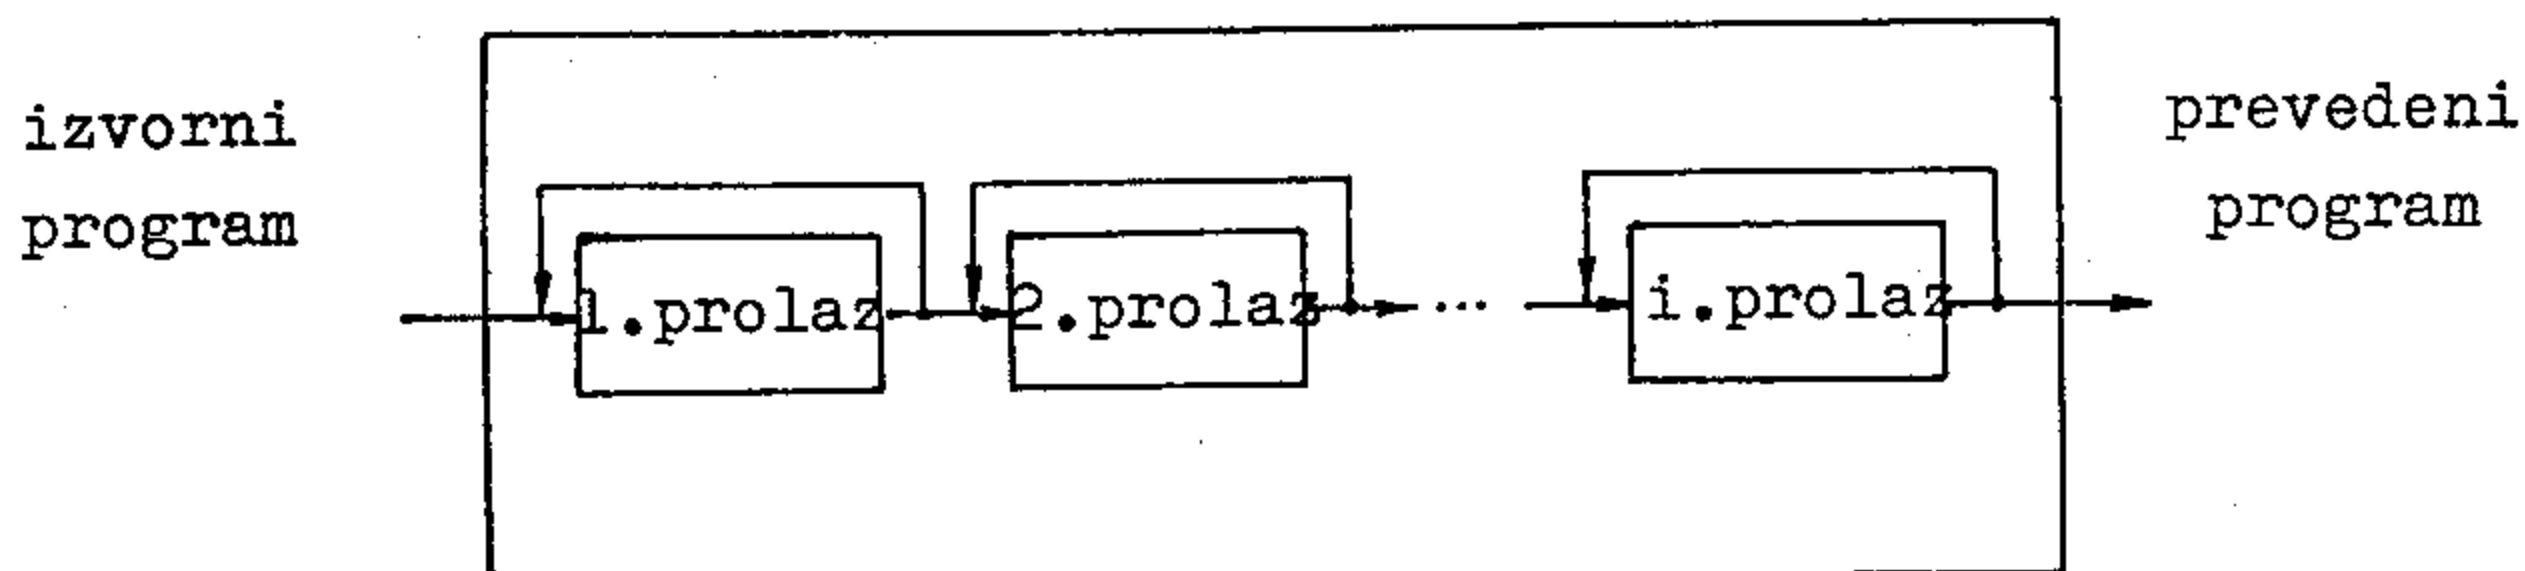 izvorni
program
1.prolaz
2.prolaz
...
i.prolaz
prevedeni
program